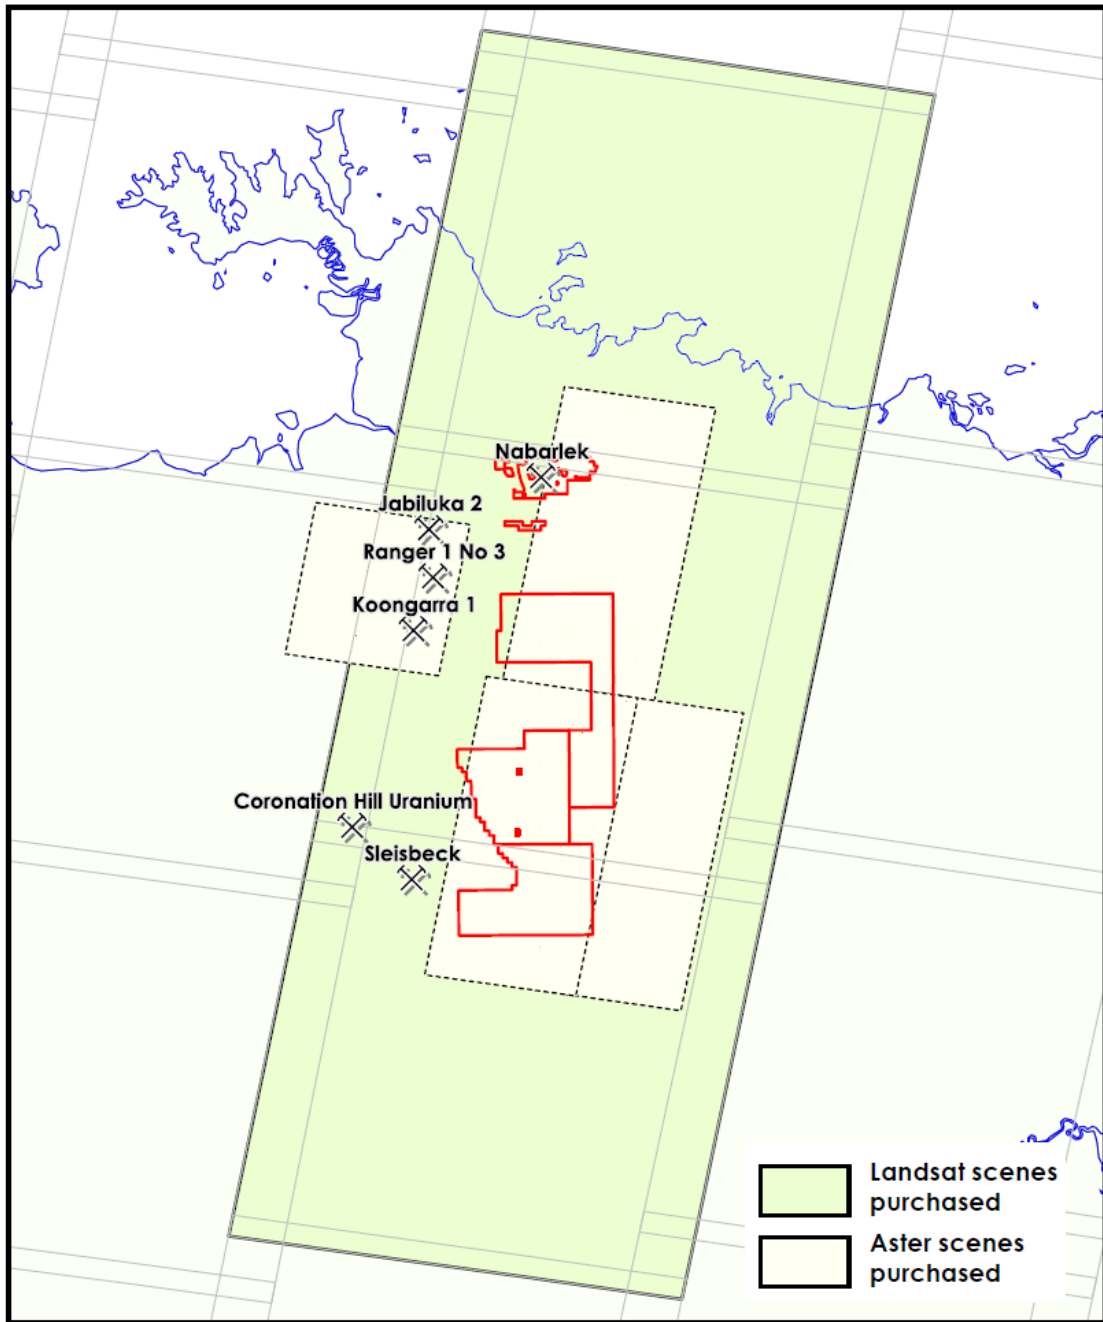 Nabarlek
Jabiluka 2
Ranger 1 No 3
Koongarra 1
Coronation Hill Uranium
Sleisbeck
Landsat scenes
purchased
Aster scenes
purchased